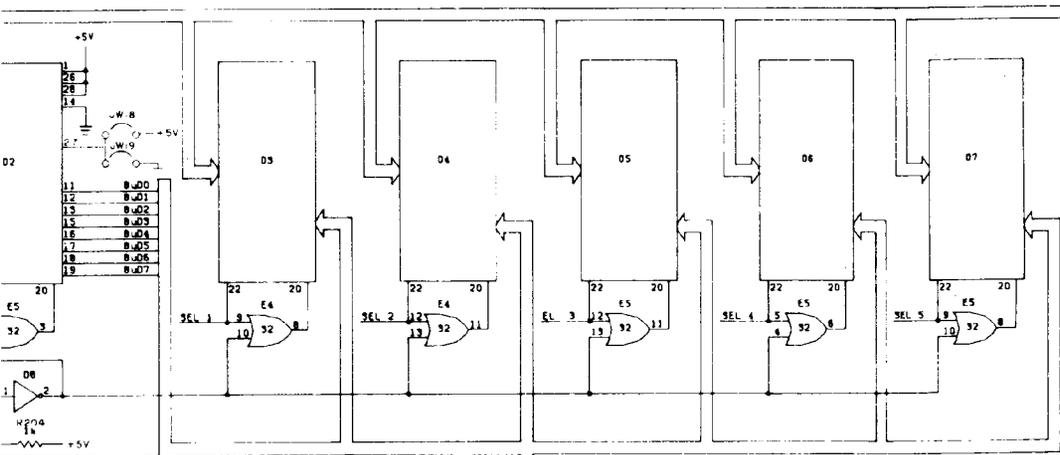 +5V
1
26
28
14
27
+5V
D2
D3
D4
D5
D6
D7
11 BuD0
12 BuD1
13 BuD2
15 BuD3
16 BuD4
17 BuD5
18 BuD6
19 BuD7
20
22 20
22 20
22 20
22 20
22 20
E5
32 3
SEL 1 9 10 E4 32 8
SEL 2 12 13 E4 32 11
EL 3 12 13 E5 32 11
SEL 4 5 4 E5 32 6
SEL 5 9 10 E5 32 8
D8
1 2
R204
1k
+5V